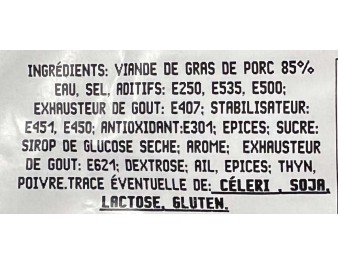 INGRÉDIENTS: VIANDE DE GRAS DE PORC 85%
EAU, SEL, ADITIFS: E250, E535, E500;
EXHAUSTEUR DE GOUT: E407; STABILISATEUR:
E451, E450; ANTIOXIDANT:E301; EPICES; SUCRE:
SIROP DE GLUCOSE SECHE; AROME; EXHAUSTEUR
DE GOUT: E621; DEXTROSE; AIL, EPICES; THYN,
POIVRE.TRACE ÉVENTUELLE DE: CÉLERI , SOJA,
LACTOSE, GLUTEN.